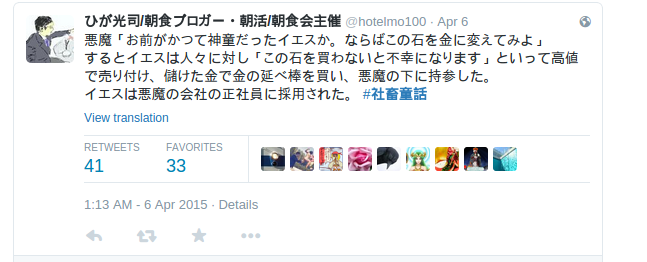 ひが光司/朝食ブロガー・朝活/朝食会主催 @hotelmo100 · Apr 6
悪魔「お前がかつて神童だったイエスか。ならばこの石を金に変えてみよ」
するとイエスは人々に対し「この石を買わないと不幸になります」といって高値
で売り付け、儲けた金で金の延べ棒を買い、悪魔の下に持参した。
イエスは悪魔の会社の正社員に採用された。 #社畜童話
View translation
RETWEETS FAVORITES
41 33
1:13 AM - 6 Apr 2015 · Details